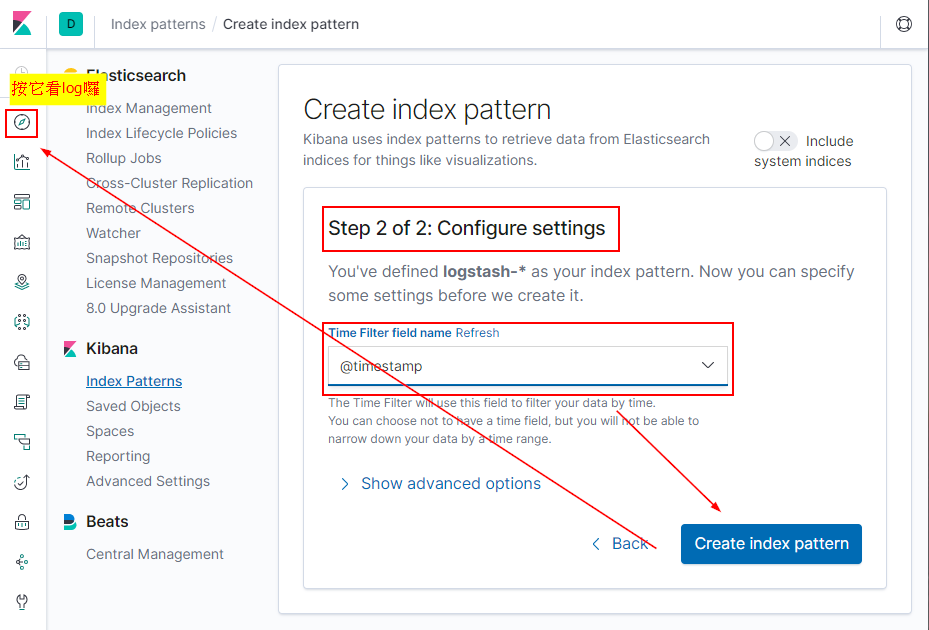 D
Index patterns / Create index pattern
按它看log囉
Elasticsearch
Index Management
Index Lifecycle Policies
Rollup Jobs
Cross-Cluster Replication
Remote Clusters
Watcher
Snapshot Repositories
License Management
8.0 Upgrade Assistant
Kibana
Index Patterns
Saved Objects
Spaces
Reporting
Advanced Settings
Beats
Central Management
Create index pattern
Kibana uses index patterns to retrieve data from Elasticsearch
indices for things like visualizations.
Include
system indices
Step 2 of 2: Configure settings
You've defined logstash-* as your index pattern. Now you can specify
some settings before we create it.
Time Filter field name Refresh
@timestamp
The Time Filter will use this field to filter your data by time.
You can choose not to have a time field, but you will not be able to
narrow down your data by a time range.
Show advanced options
Back
Create index pattern